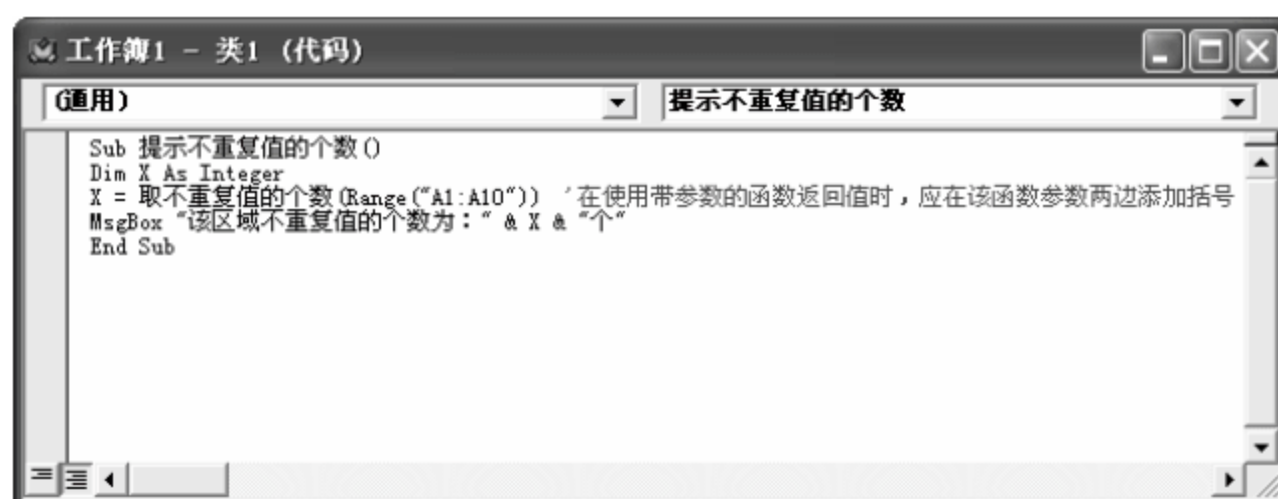 工作簿1 - 类1 (代码)
(通用)
提示不重复值的个数
Sub 提示不重复值的个数()
Dim X As Integer
X = 取不重复值的个数(Range("A1:A10")) '在使用带参数的函数返回值时，应在该函数参数两边添加括号
MsgBox "该区域不重复值的个数为：" & X & "个"
End Sub